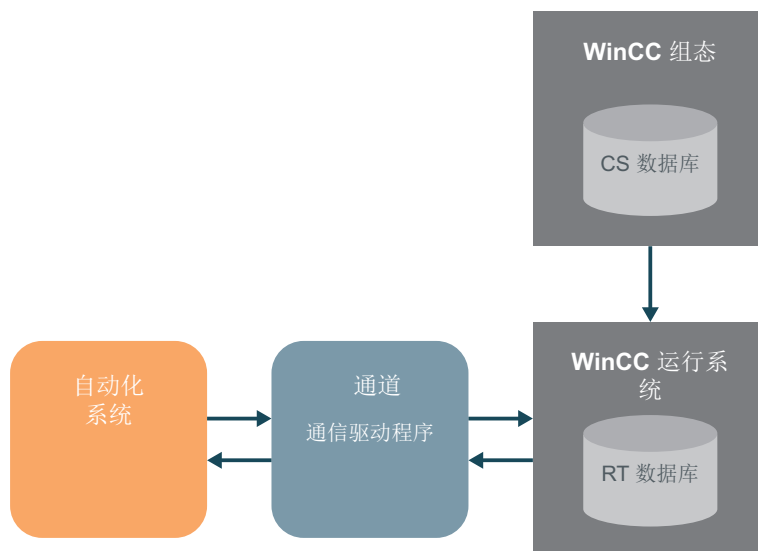 WinCC 组态
CS 数据库
自动化
系统
通道
通信驱动程序
WinCC 运行系
统
RT 数据库